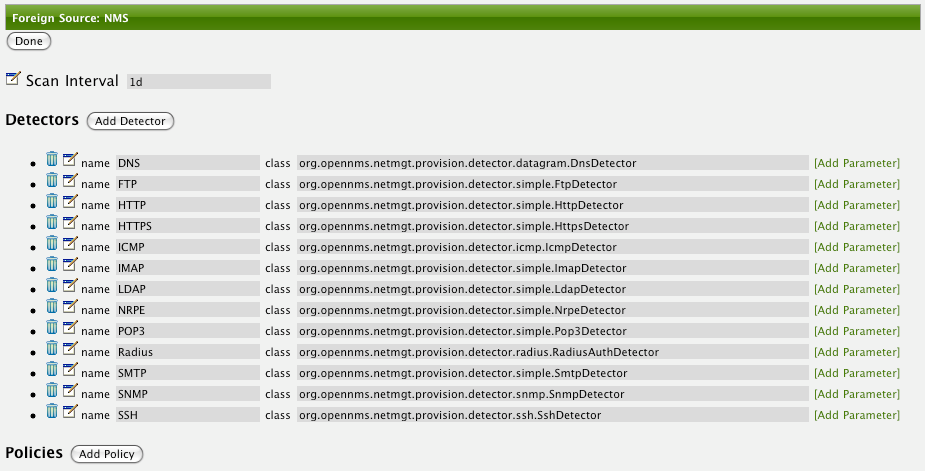 Foreign Source: NMS
Done
Scan Interval 1d
Detectors Add Detector
name DNS class org.opennms.netmgt.provision.detector.datagram.DnsDetector [Add Parameter]
name FTP class org.opennms.netmgt.provision.detector.simple.FtpDetector [Add Parameter]
name HTTP class org.opennms.netmgt.provision.detector.simple.HttpDetector [Add Parameter]
name HTTPS class org.opennms.netmgt.provision.detector.simple.HttpsDetector [Add Parameter]
name ICMP class org.opennms.netmgt.provision.detector.icmp.IcmpDetector [Add Parameter]
name IMAP class org.opennms.netmgt.provision.detector.simple.ImapDetector [Add Parameter]
name LDAP class org.opennms.netmgt.provision.detector.simple.LdapDetector [Add Parameter]
name NRPE class org.opennms.netmgt.provision.detector.simple.NrpeDetector [Add Parameter]
name POP3 class org.opennms.netmgt.provision.detector.simple.Pop3Detector [Add Parameter]
name Radius class org.opennms.netmgt.provision.detector.radius.RadiusAuthDetector [Add Parameter]
name SMTP class org.opennms.netmgt.provision.detector.simple.SmtpDetector [Add Parameter]
name SNMP class org.opennms.netmgt.provision.detector.snmp.SnmpDetector [Add Parameter]
name SSH class org.opennms.netmgt.provision.detector.ssh.SshDetector [Add Parameter]
Policies Add Policy